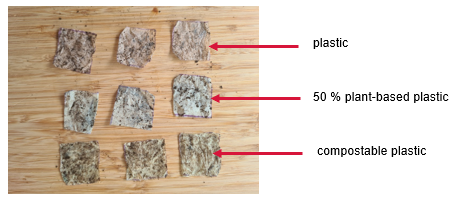 plastic
50 % plant-based plastic
compostable plastic